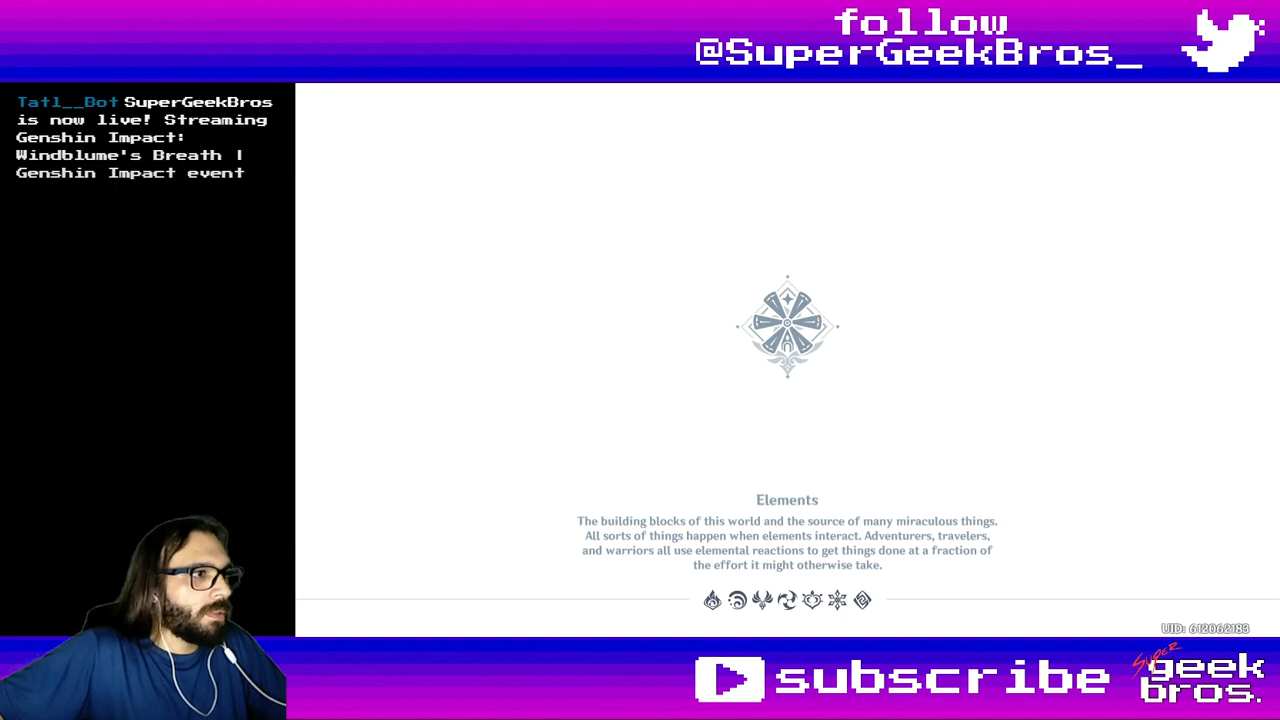 follow
@SuperGeekBros_
Tatl__Bot SuperGeekBros
is now live! Streaming
Genshin Impact:
Windblume's Breath |
Genshin Impact event
Elements
The building blocks of this world and the source of many miraculous things.
All sorts of things happen when elements interact. Adventurers, travelers,
and warriors all use elemental reactions to get things done at a fraction of
the effort it might otherwise take.
UID: 612062183
subscribe
SUPER
geek
bros.